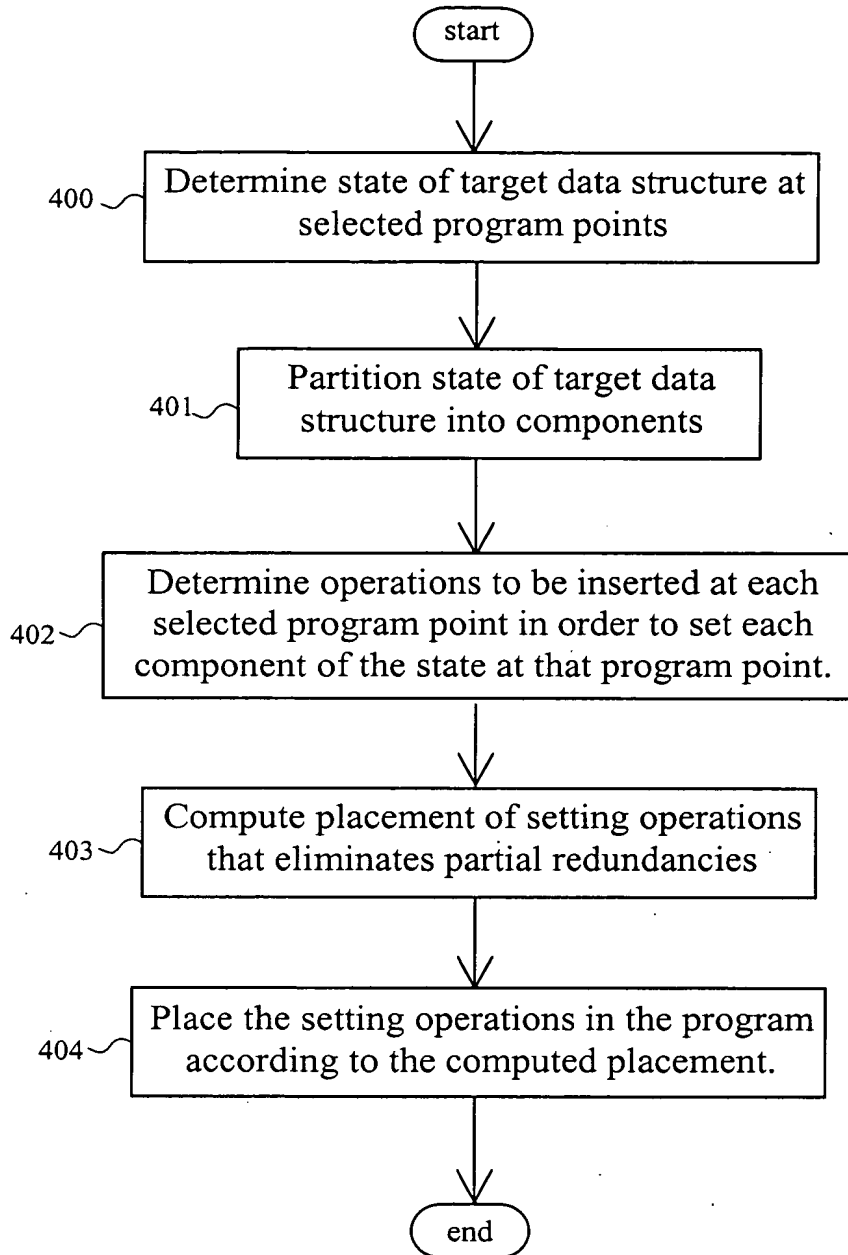 start
400
Determine state of target data structure at
selected program points
401
Partition state of target data
structure into components
402
Determine operations to be inserted at each
selected program point in order to set each
component of the state at that program point.
403
Compute placement of setting operations
that eliminates partial redundancies
404
Place the setting operations in the program
according to the computed placement.
end